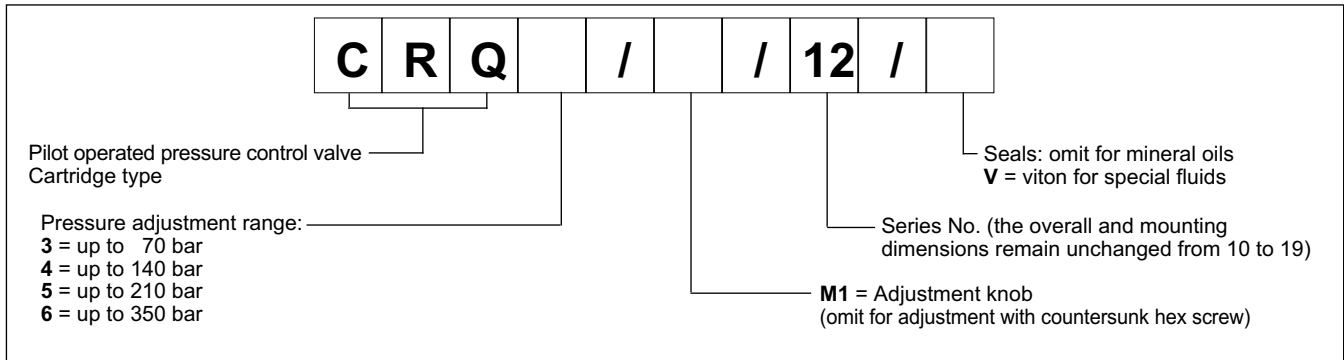 C R Q / / 12 /
Pilot operated pressure control valve
Cartridge type
Pressure adjustment range:
3 = up to 70 bar
4 = up to 140 bar
5 = up to 210 bar
6 = up to 350 bar
Seals: omit for mineral oils
V = viton for special fluids
Series No. (the overall and mounting
dimensions remain unchanged from 10 to 19)
M1 = Adjustment knob
(omit for adjustment with countersunk hex screw)